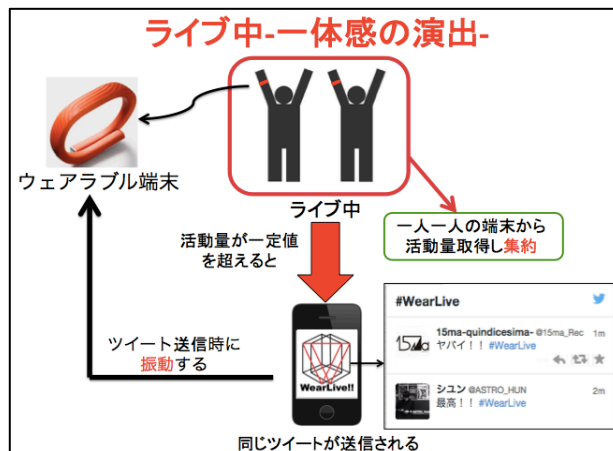 ライブ中-一体感の演出-
ウェアラブル端末
ライブ中
一人一人の端末から
活動量取得し集約
活動量が一定値
を超えると
ツイート送信時に
振動する
WearLive!!
同じツイートが送信される
#WearLive
15ma
15ma-quindicesima- @15ma_Rec 1m
ヤバイ！！ #WearLive
シユン @ASTRO_HUN 2m
最高！！ #WearLive